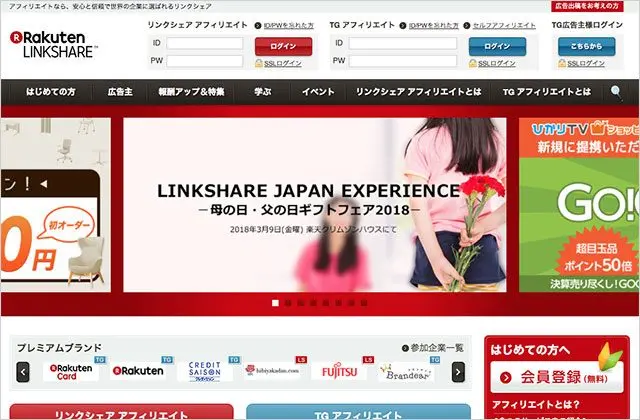 アフィリエイトなら、安心と信頼で世界の企業に選ばれるリンクシェア
広告出稿をお考えの方
Rakuten
LINKSHARE
リンクシェア アフィリエイト
ID/PWを忘れた方
ID
ログイン
PW
SSLログイン
TG アフィリエイト
ID/PWを忘れた方
セルフアフィリエイト
ID
ログイン
PW
SSLログイン
TG広告主様ログイン
こちらから
SSLログイン
はじめての方
広告主
報酬アップ&特集
学ぶ
イベント
リンクシェア アフィリエイトとは
TG アフィリエイトとは
ン!
初オーダー
0円
LINKSHARE JAPAN EXPERIENCE
−母の日・父の日ギフトフェア2018−
2018年3月9日(金曜) 楽天クリムゾンハウスにて
ひかりTV ショッピ
新規に提携いただ
GO!
超目玉品
ポイント50倍
決算売り尽くし!GOG
プレミアムブランド
参加企業一覧
TG
Rakuten
Card
TG
Rakuten
TG
CREDIT
SAISON
LS
bibiyakadan.com
LS
FUJITSU
TG
Brandear
はじめての方へ
会員登録(無料)
アフィリエイトとは?
リンクシェア アフィリエイト
TG アフィリエイト